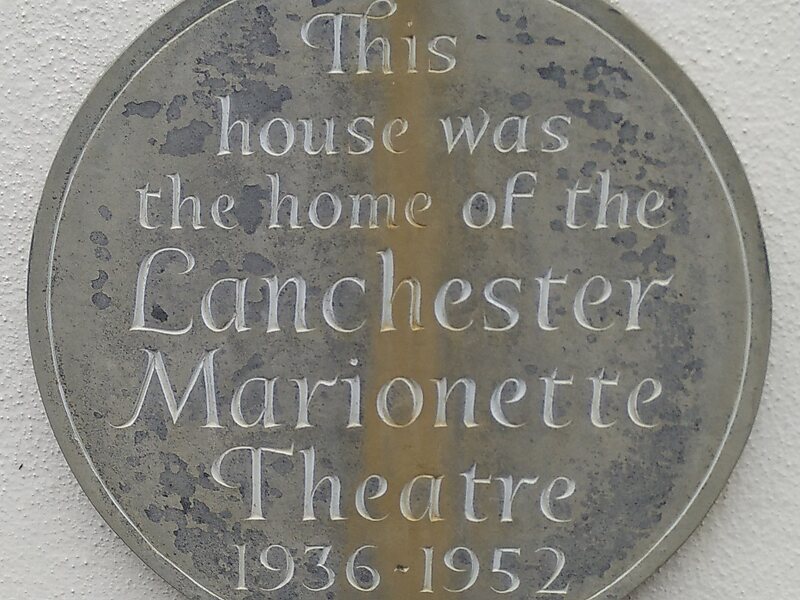 This
house was
the home of the
Lanchester
Marionette
Theatre
1936-1952